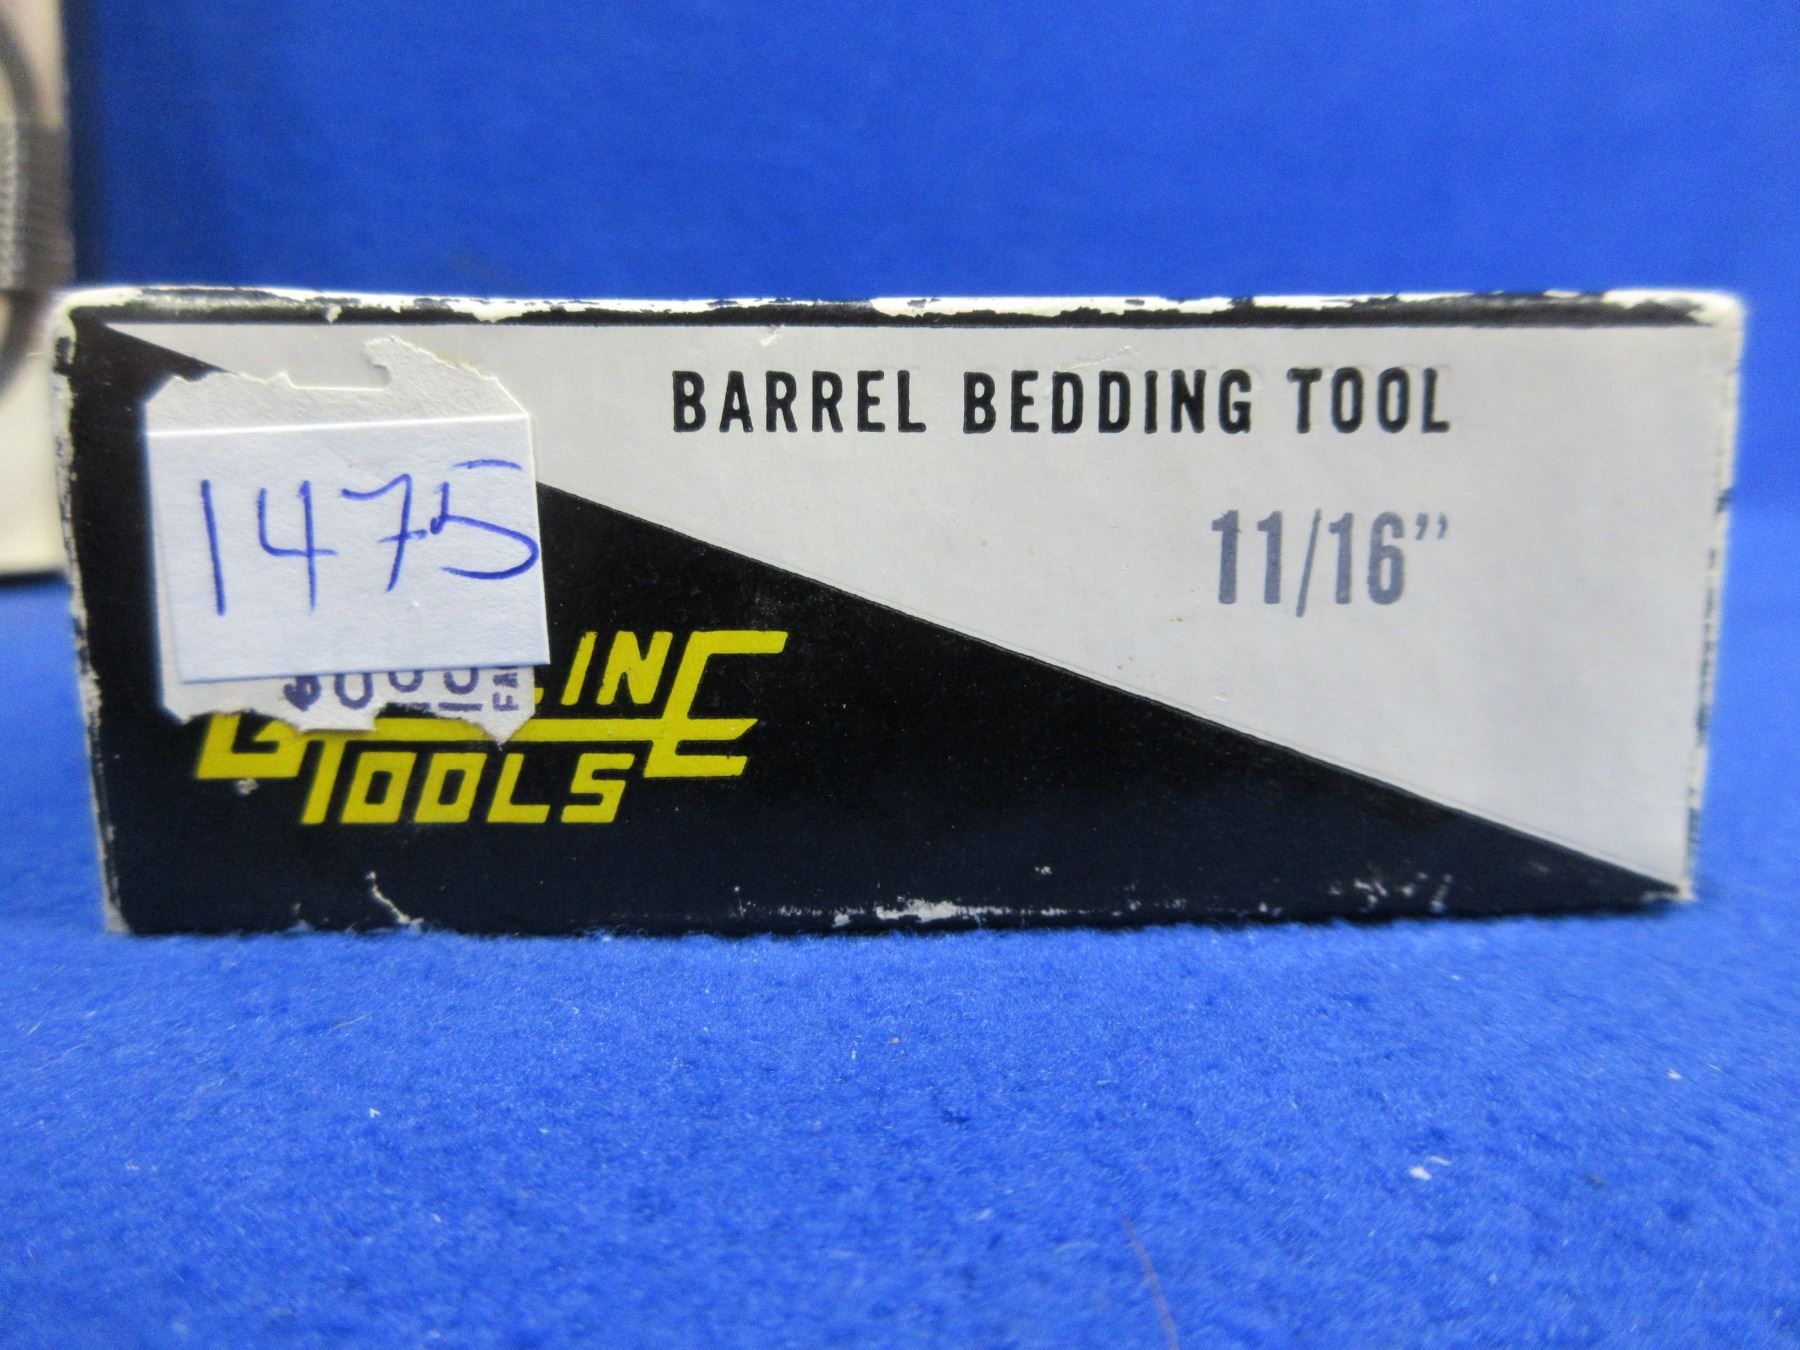 BARREL BEDDING TOOL
1475
11/16"
TOOLS